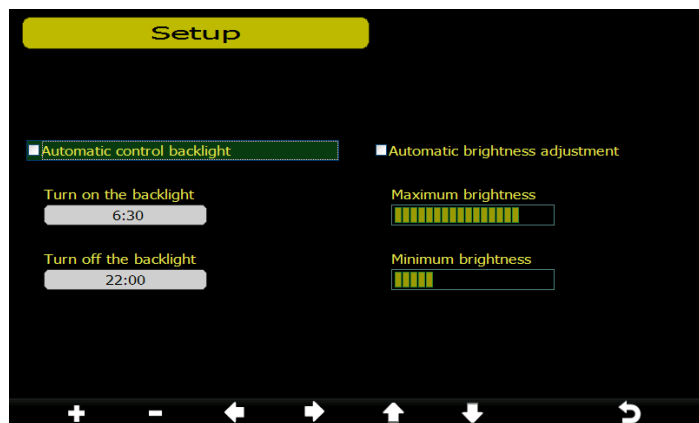 Setup
Automatic control backlight
Automatic brightness adjustment
Turn on the backlight
Maximum brightness
6:30
Turn off the backlight
Minimum brightness
22:00